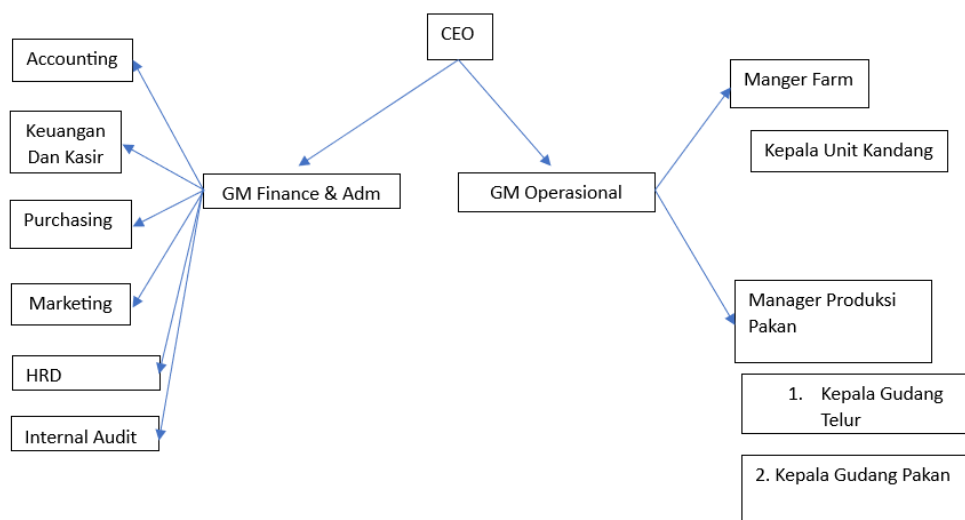 CEO
Accounting
Keuangan
Dan Kasir
Purchasing
Marketing
HRD
Internal Audit
GM Finance & Adm
GM Operasional
Manger Farm
Kepala Unit Kandang
Manager Produksi
Pakan
1. Kepala Gudang
Telur
2. Kepala Gudang Pakan